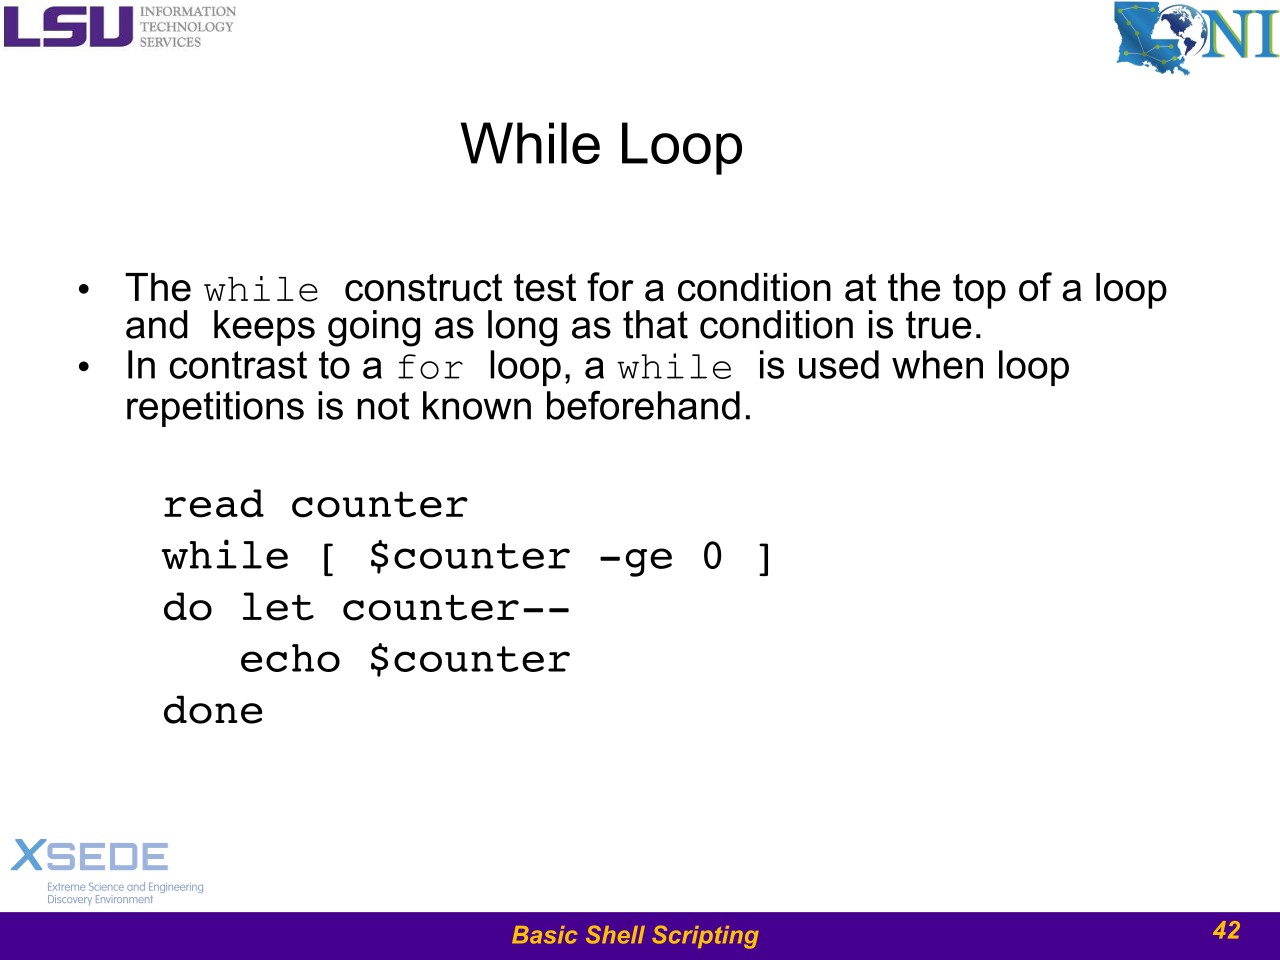 LSU INFORMATION
TECHNOLOGY
SERVICES
LONI
While Loop
• The while construct test for a condition at the top of a loop
and keeps going as long as that condition is true.
• In contrast to a for loop, a while is used when loop
repetitions is not known beforehand.
read counter
while [ $counter -ge 0 ]
do let counter--
echo $counter
done
XSEDE
Extreme Science and Engineering
Discovery Environment
Basic Shell Scripting
42